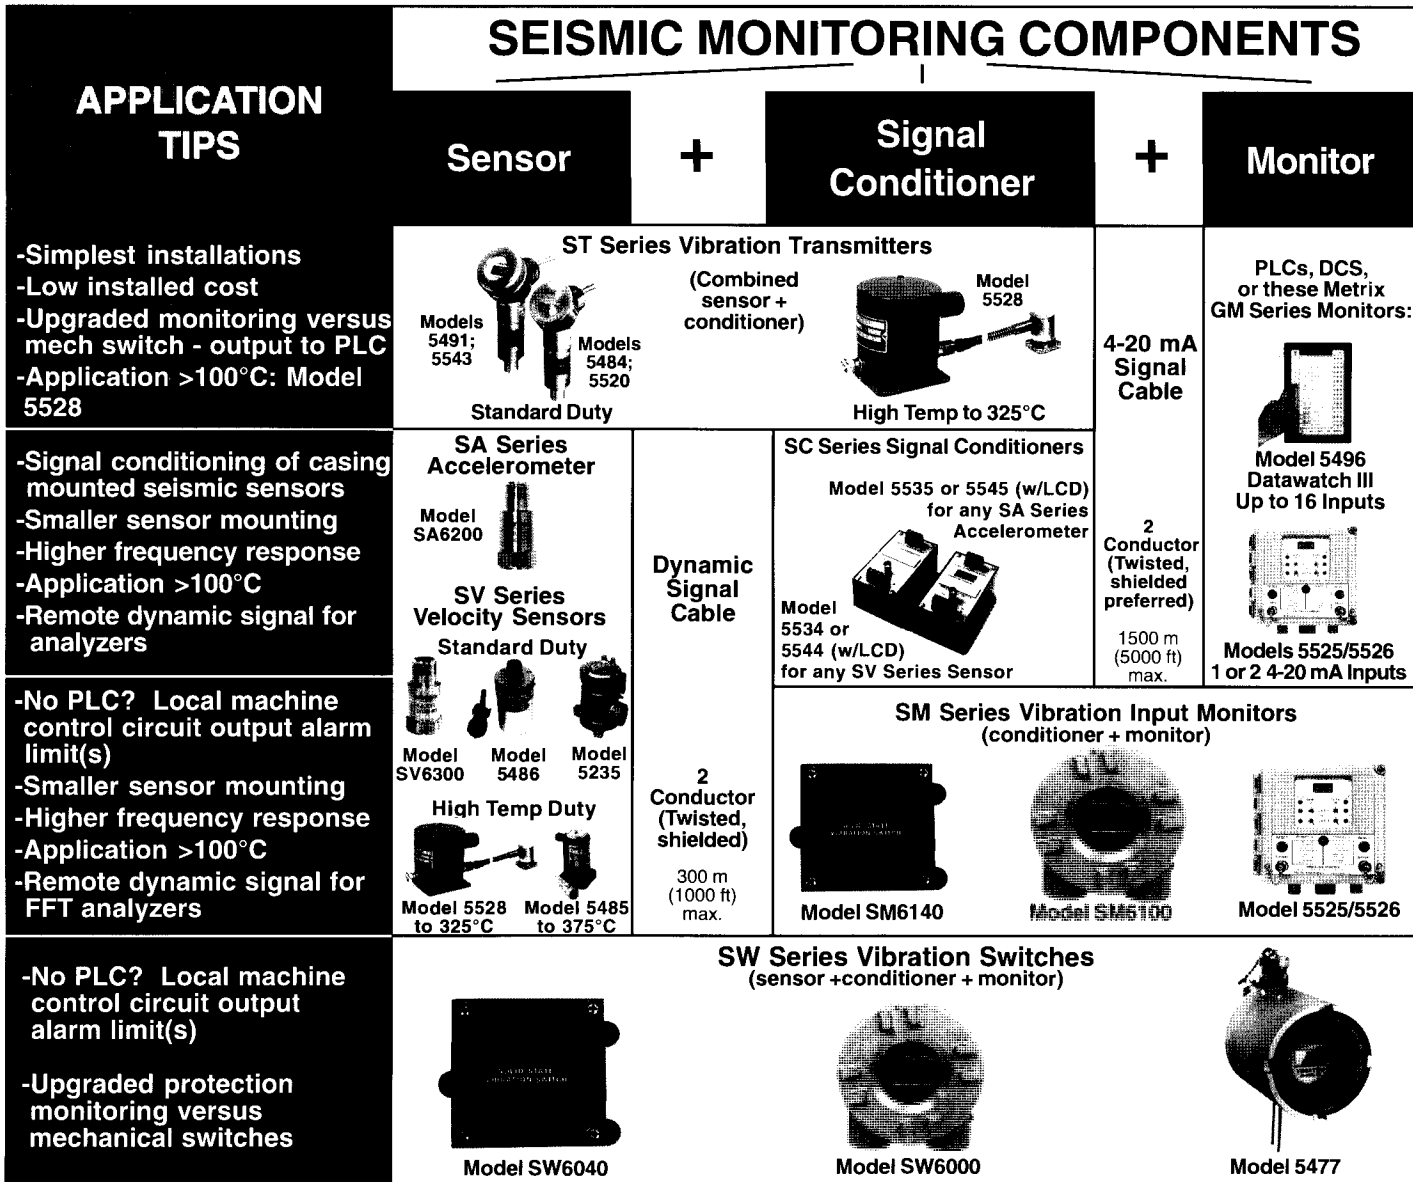 SEISMIC MONITORING COMPONENTS
APPLICATION
TIPS
Sensor
+
Signal
Conditioner
+
Monitor
-Simplest installations
-Low installed cost
-Upgraded monitoring versus
mech switch - output to PLC
-Application >100°C: Model
5528
ST Series Vibration Transmitters
Models
5491;
5543
Models
5484;
5520
Standard Duty
(Combined
sensor +
conditioner)
Model
5528
High Temp to 325°C
4-20 mA
Signal
Cable
2
Conductor
(Twisted,
shielded
preferred)
1500 m
(5000 ft)
max.
PLCs, DCS,
or these Metrix
GM Series Monitors:
Model 5496
Datawatch III
Up to 16 Inputs
Models 5525/5526
1 or 2 4-20 mA Inputs
-Signal conditioning of casing
mounted seismic sensors
-Smaller sensor mounting
-Higher frequency response
-Application >100°C
-Remote dynamic signal for
analyzers
SA Series
Accelerometer
Model
SA6200
SV Series
Velocity Sensors
Standard Duty
Model
SV6300
Model
5486
Model
5235
High Temp Duty
Model 5528
to 325°C
Model 5485
to 375°C
Dynamic
Signal
Cable
2
Conductor
(Twisted,
shielded)
300 m
(1000 ft)
max.
SC Series Signal Conditioners
Model 5535 or 5545 (w/LCD)
for any SA Series
Accelerometer
Model
5534 or
5544 (w/LCD)
for any SV Series Sensor
-No PLC? Local machine
control circuit output alarm
limit(s)
-Smaller sensor mounting
-Higher frequency response
-Application >100°C
-Remote dynamic signal for
FFT analyzers
SM Series Vibration Input Monitors
(conditioner + monitor)
SOLID STATE
VIBRATION SWITCH
Model SM6140
Model SM6100
Model 5525/5526
-No PLC? Local machine
control circuit output
alarm limit(s)
-Upgraded protection
monitoring versus
mechanical switches
SW Series Vibration Switches
(sensor +conditioner + monitor)
SOLID STATE
VIBRATION SWITCH
Model SW6040
Model SW6000
Model 5477